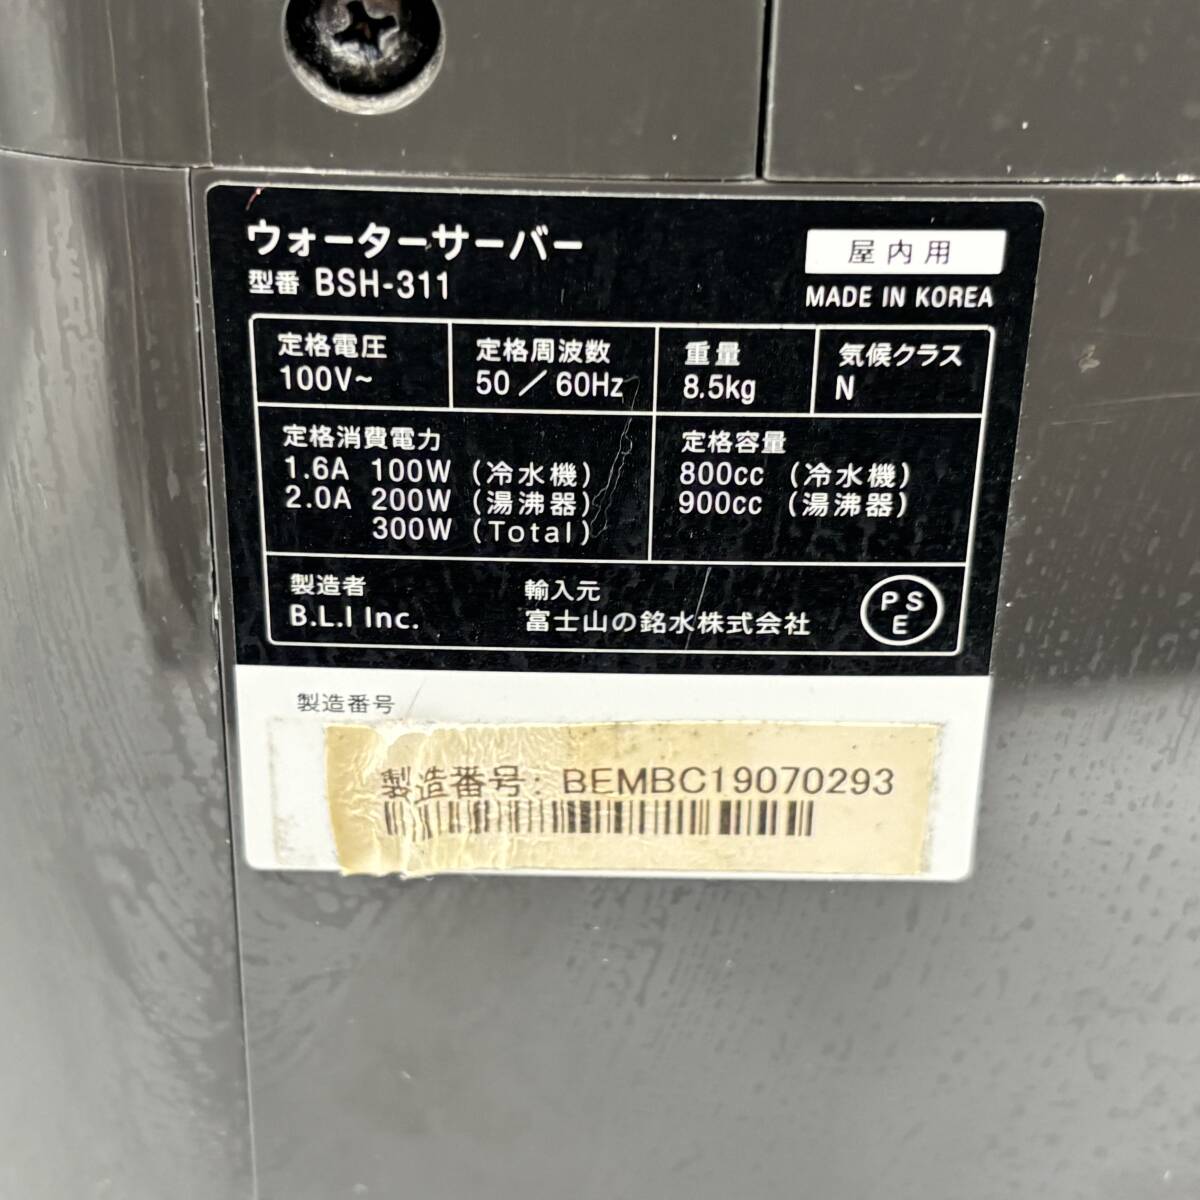 ウォーターサーバー
型番 BSH-311
屋内用
MADE IN KOREA
定格電圧
100V~
定格周波数
50 / 60Hz
重量
8.5kg
気候クラス
N
定格消費電力
1.6A 100W (冷水機)
2.0A 200W (湯沸器)
300W (Total)
定格容量
800cc (冷水機)
900cc (湯沸器)
製造者
B.L.I Inc.
輸入元
富士山の銘水株式会社
PS
E
製造番号
製造番号: BEMBC19070293